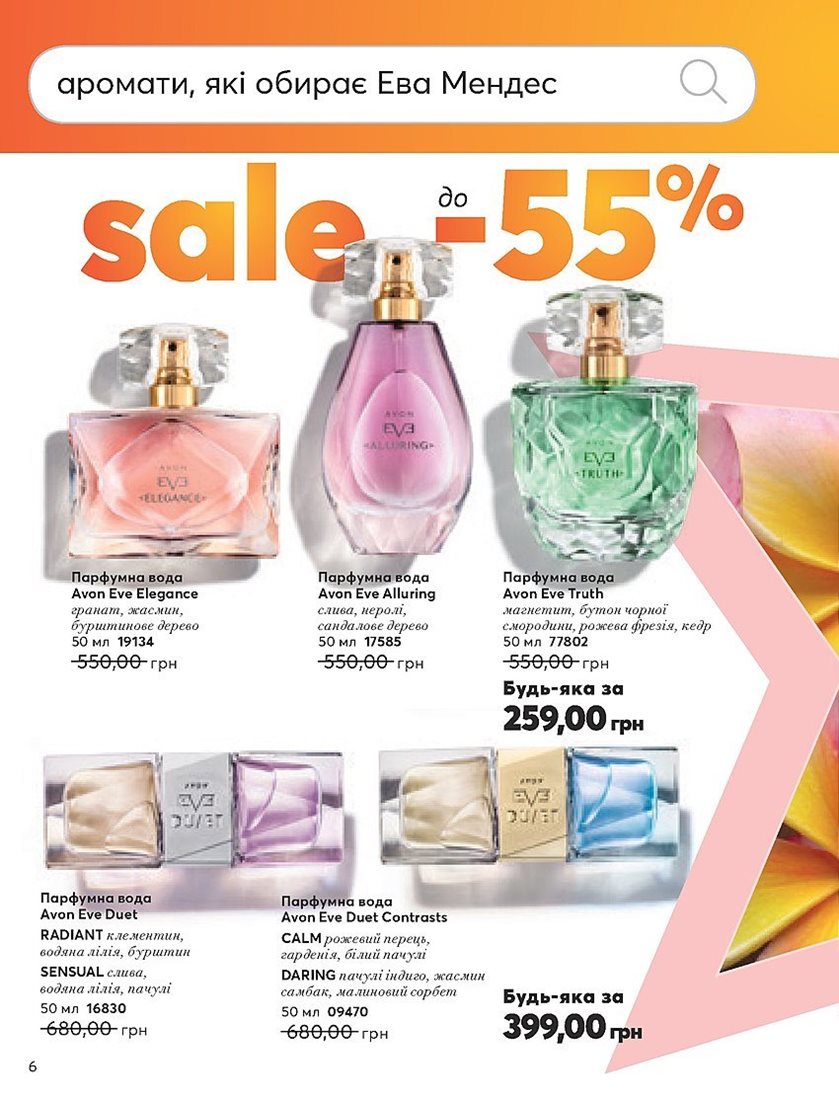 аромати, які обирає Ева Мендес
sale до -55%
AVON
EVE
•ELEGANCE•
AVON
EVE
•ALLURING•
AVON
EVE
•TRUTH•
Парфумна вода
Avon Eve Elegance
гранат, жасмин,
бурштинове дерево
50 мл 19134
550,00 грн
Парфумна вода
Avon Eve Alluring
слива, неролі,
сандалове дерево
50 мл 17585
550,00 грн
Парфумна вода
Avon Eve Truth
магнетит, бутон чорної
смородини, рожева фрезія, кедр
50 мл 77802
550,00 грн
Будь-яка за
259,00 грн
AVON
EVE
DUET
AVON
EVE
DUET
Парфумна вода
Avon Eve Duet
RADIANT клементин,
водяна лілія, бурштин
SENSUAL слива,
водяна лілія, пачулі
50 мл 16830
680,00 грн
Парфумна вода
Avon Eve Duet Contrasts
CALM рожевий перець,
гарденія, білий пачулі
DARING пачулі індиго, жасмин
самбак, малиновий сорбет
50 мл 09470
680,00 грн
Будь-яка за
399,00 грн
6